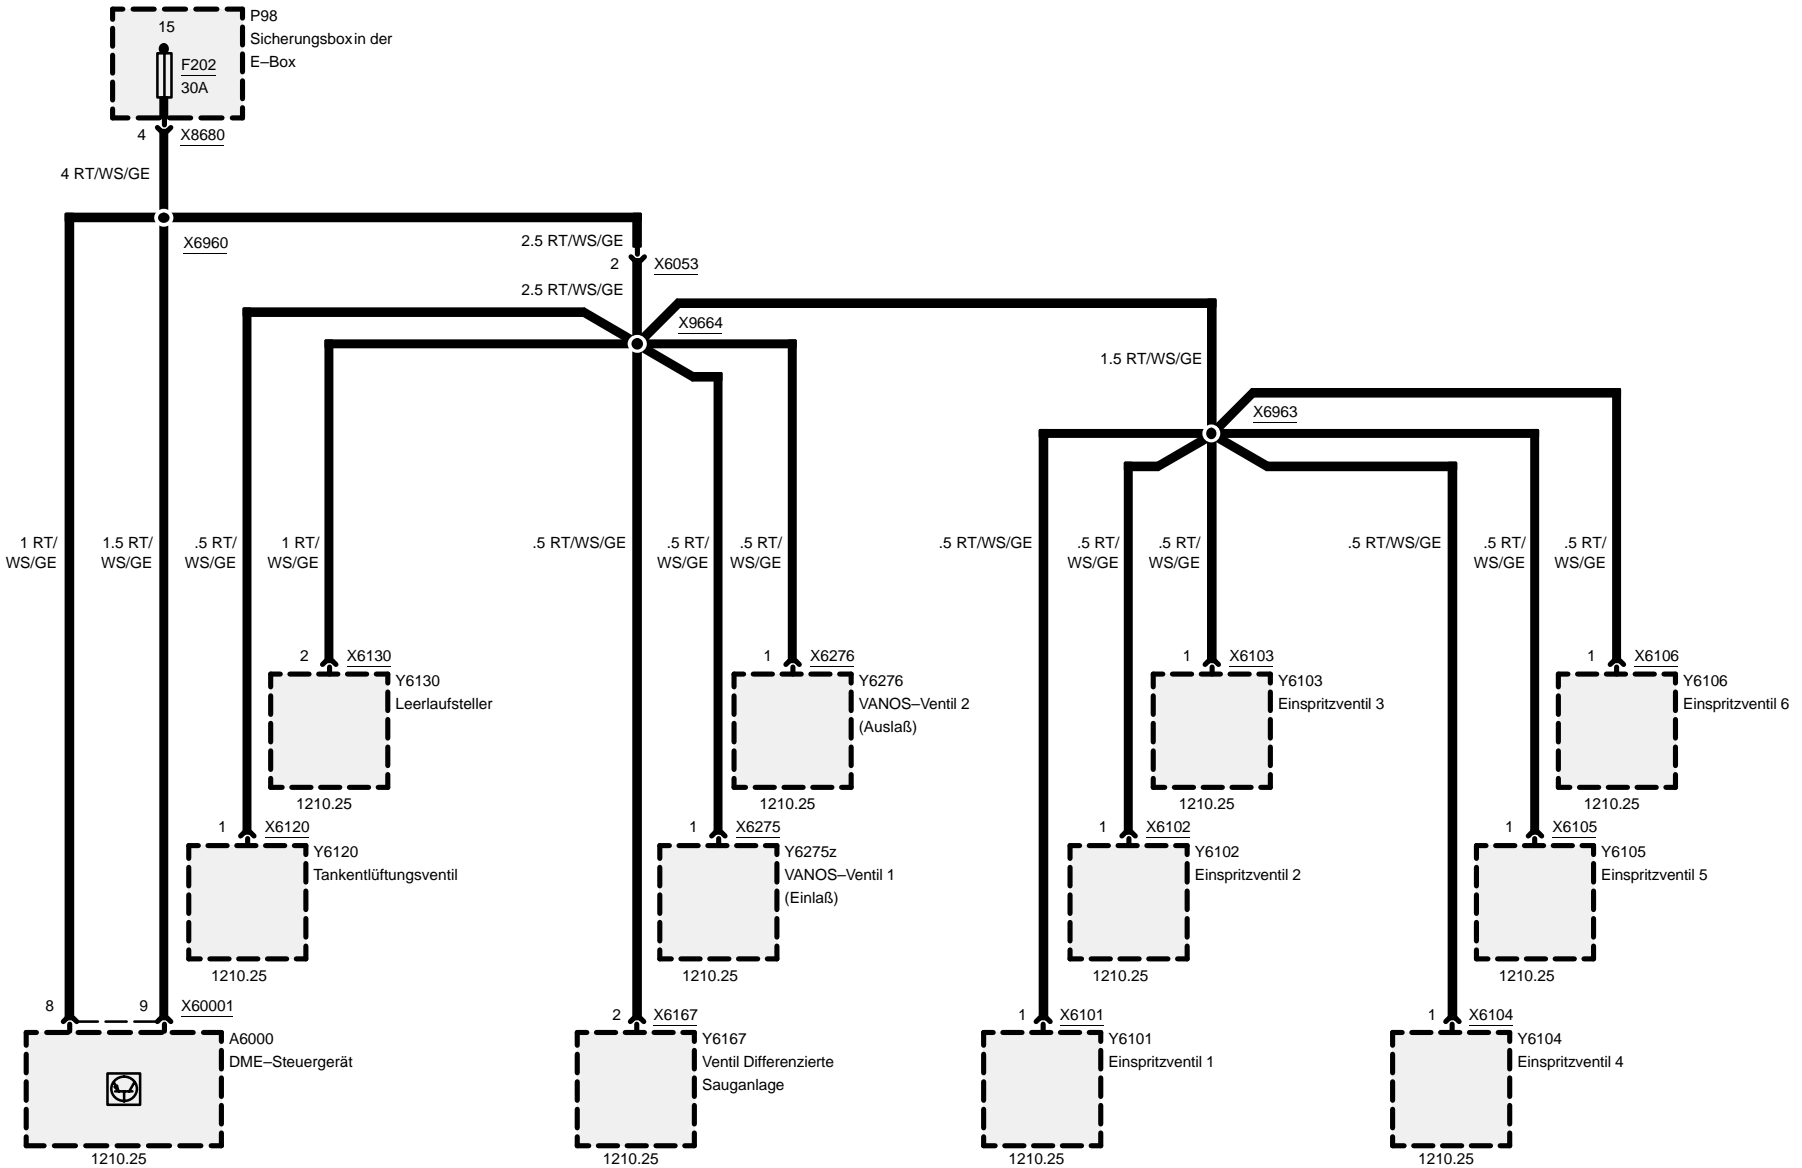 P98
15
Sicherungsbox in der
E–Box
F202
30A
4
X8680
4 RT/WS/GE
X6960
2.5 RT/WS/GE
2
X6053
2.5 RT/WS/GE
X9664
1.5 RT/WS/GE
X6963
1 RT/
WS/GE
1.5 RT/
WS/GE
.5 RT/
WS/GE
1 RT/
WS/GE
.5 RT/WS/GE
.5 RT/
WS/GE
.5 RT/
WS/GE
.5 RT/WS/GE
.5 RT/
WS/GE
.5 RT/
WS/GE
.5 RT/WS/GE
.5 RT/
WS/GE
.5 RT/
WS/GE
2
X6130
Y6130
Leerlaufsteller
1210.25
1
X6276
Y6276
VANOS–Ventil 2
(Auslaß)
1
X6103
Y6103
Einspritzventil 3
1210.25
1
X6106
Y6106
Einspritzventil 6
1210.25
1
X6120
Y6120
Tankentlüftungsventil
1210.25
1
X6275
Y6275z
VANOS–Ventil 1
(Einlaß)
1210.25
1
X6102
Y6102
Einspritzventil 2
1210.25
1
X6105
Y6105
Einspritzventil 5
1210.25
8
9
X60001
A6000
DME–Steuergerät
1210.25
2
X6167
Y6167
Ventil Differenzierte
Sauganlage
1210.25
1
X6101
Y6101
Einspritzventil 1
1210.25
1
X6104
Y6104
Einspritzventil 4
1210.25